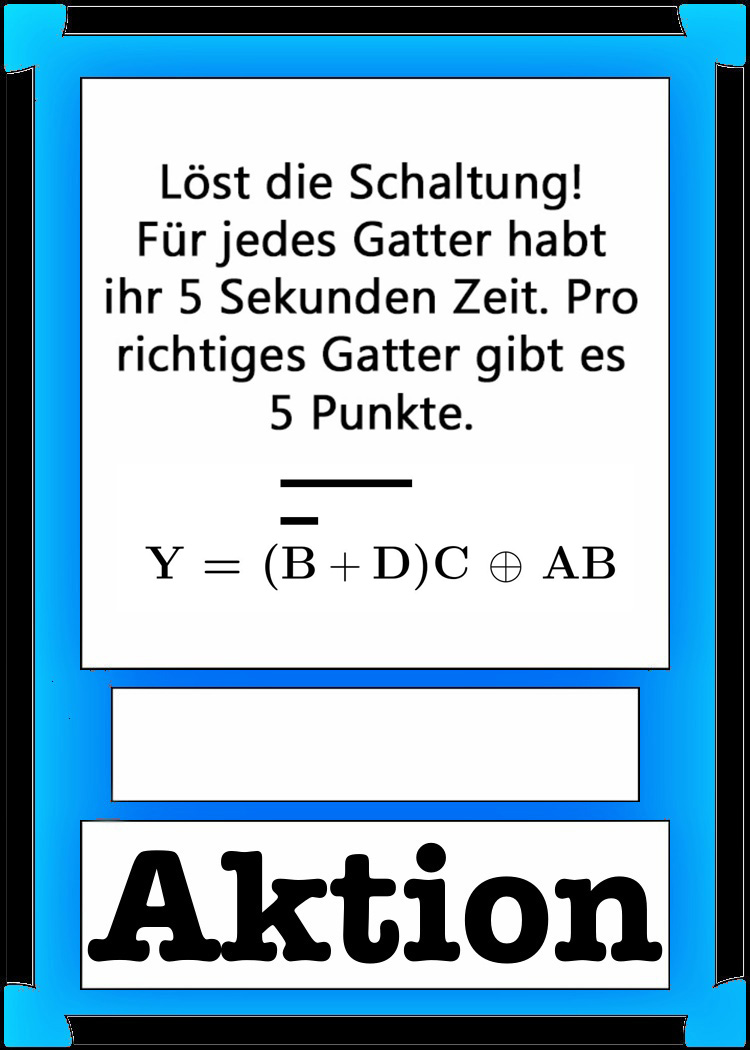 Löst die Schaltung!
Für jedes Gatter habt
ihr 5 Sekunden Zeit. Pro
richtiges Gatter gibt es
5 Punkte.
Y = (B̅̅ + D̅)C ⊕ AB
Aktion